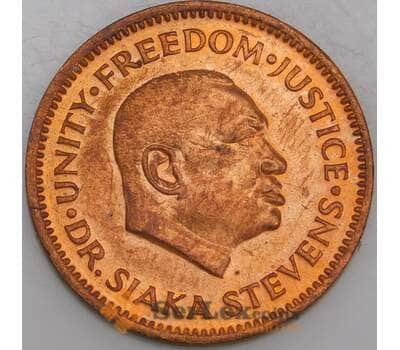 ·UNITY·FREEDOM·JUSTICE·
DR. SIAKA STEVENS